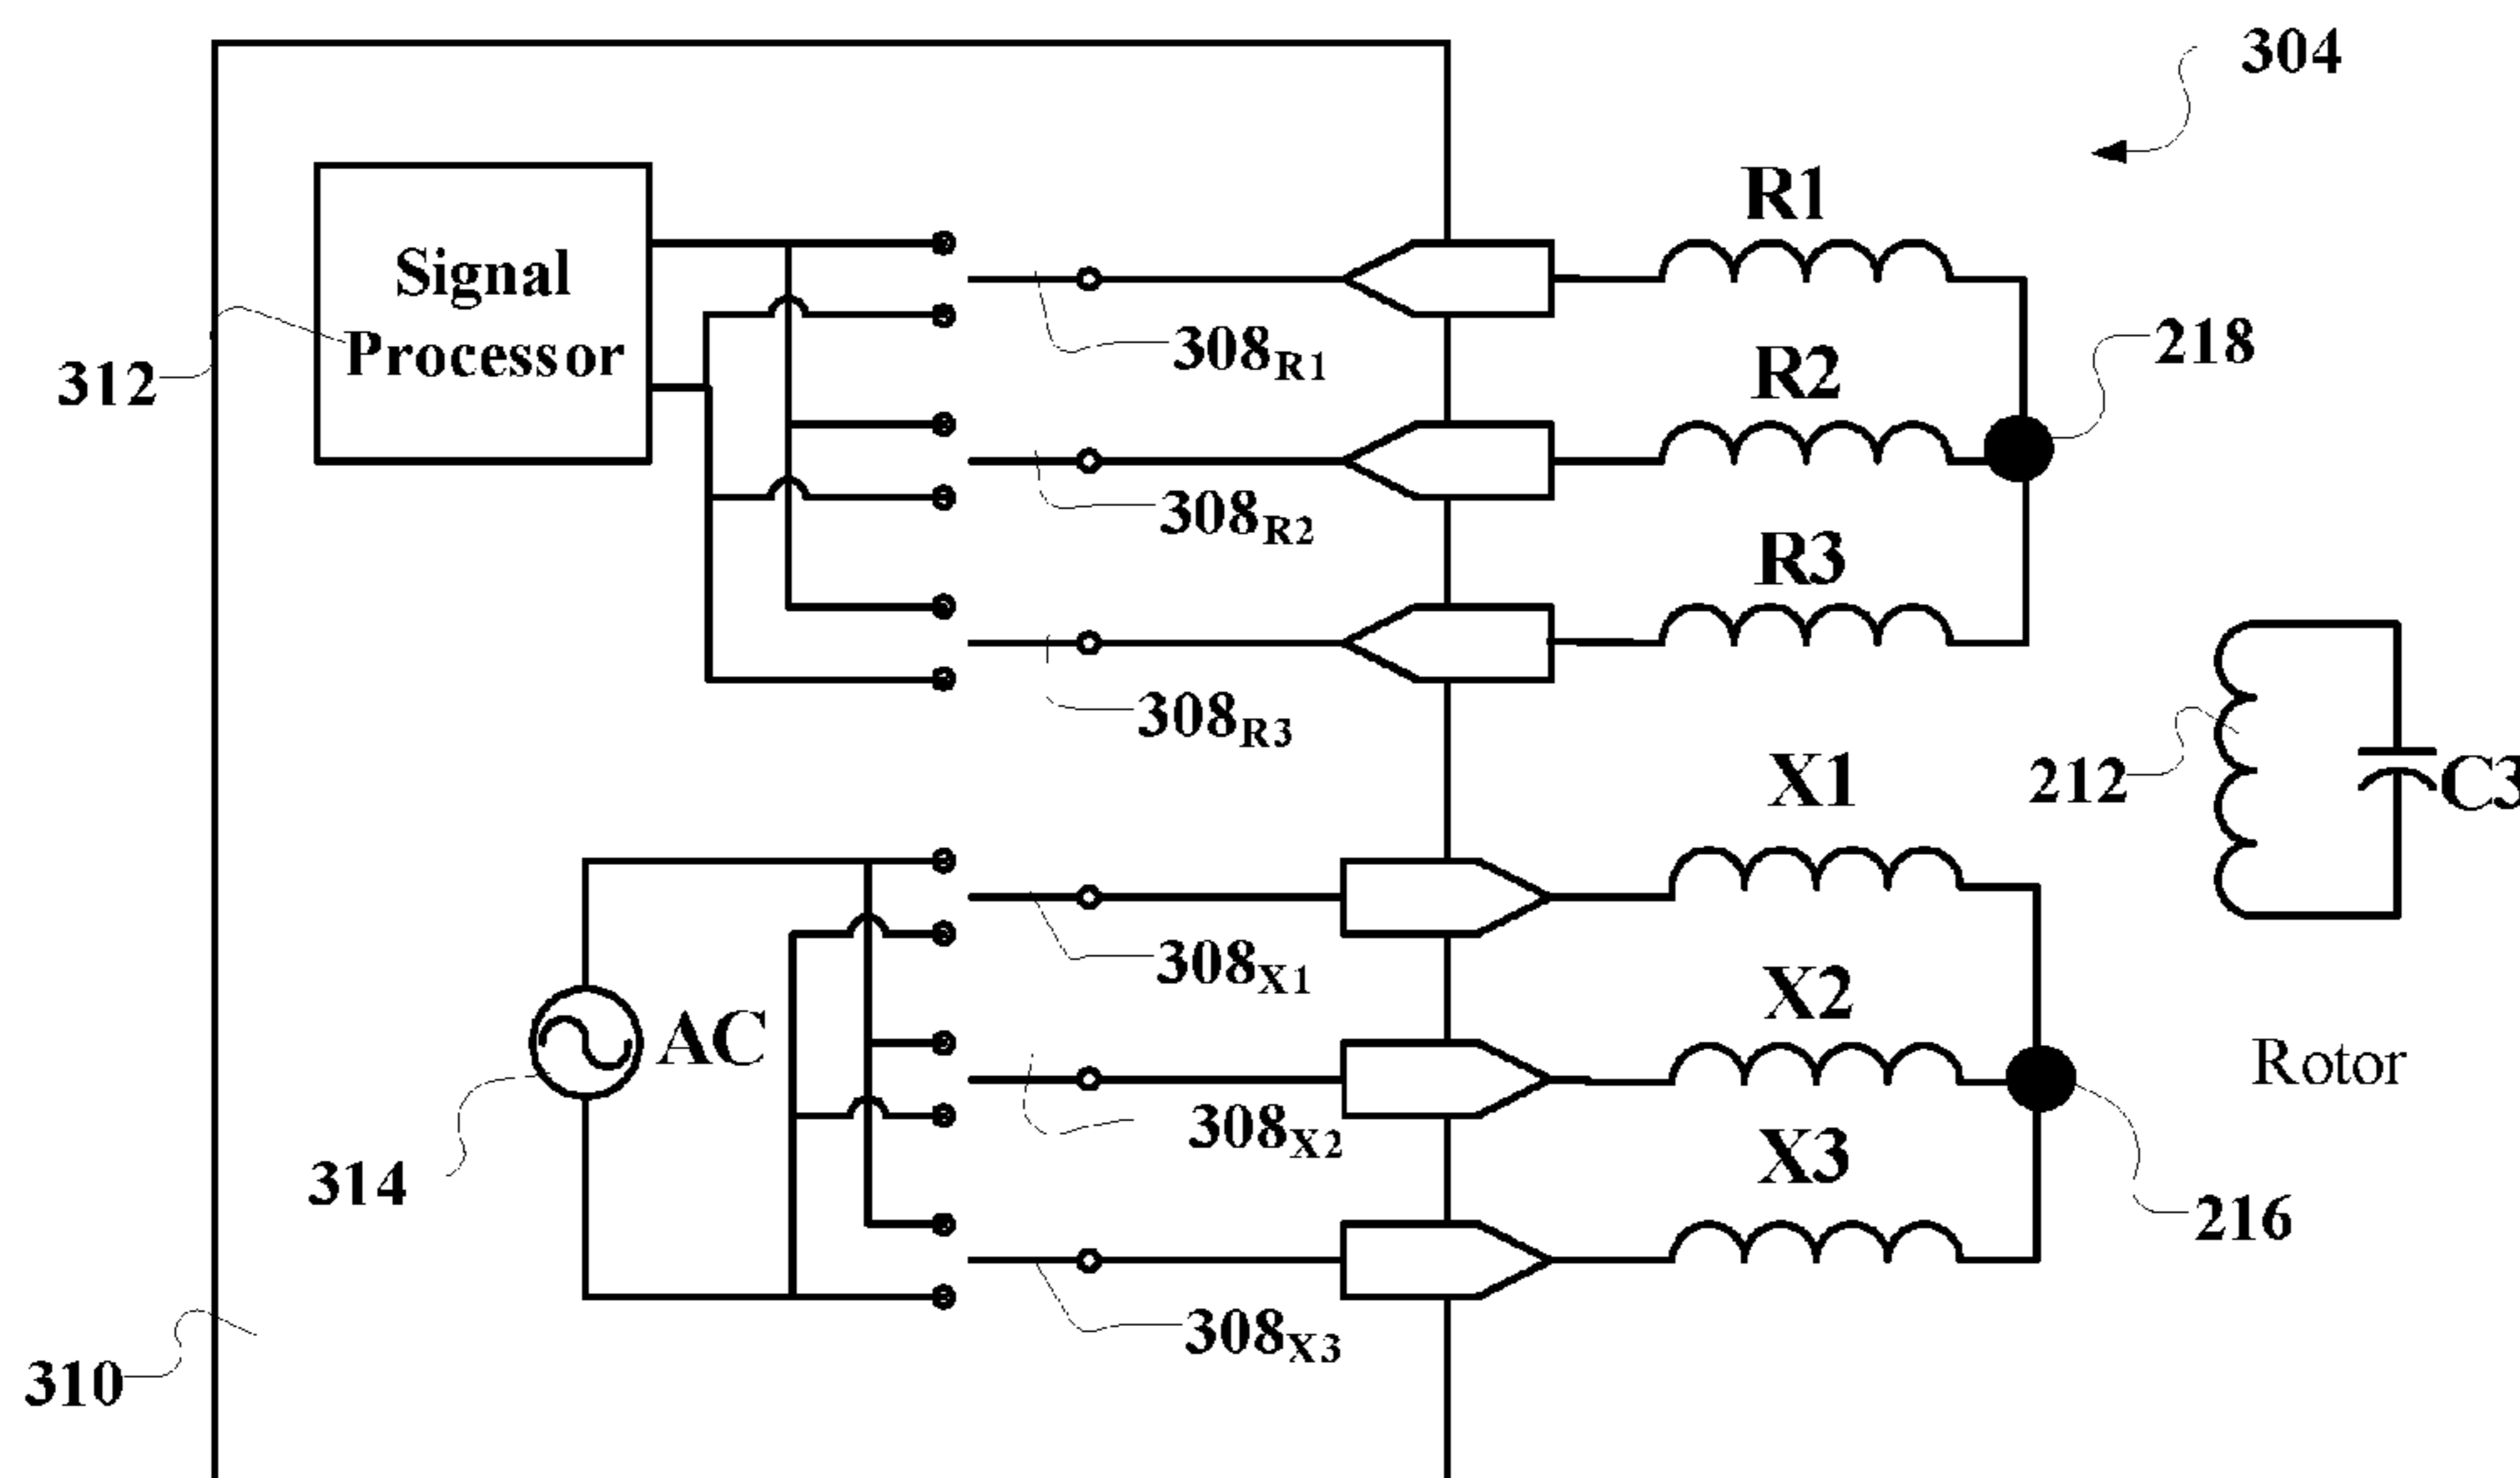 304
R1
Signal
Processor
312
308R1
R2
218
308R2
R3
308R3
X1
212
C3
308X1
X2
AC
Rotor
308X2
X3
314
216
308X3
310